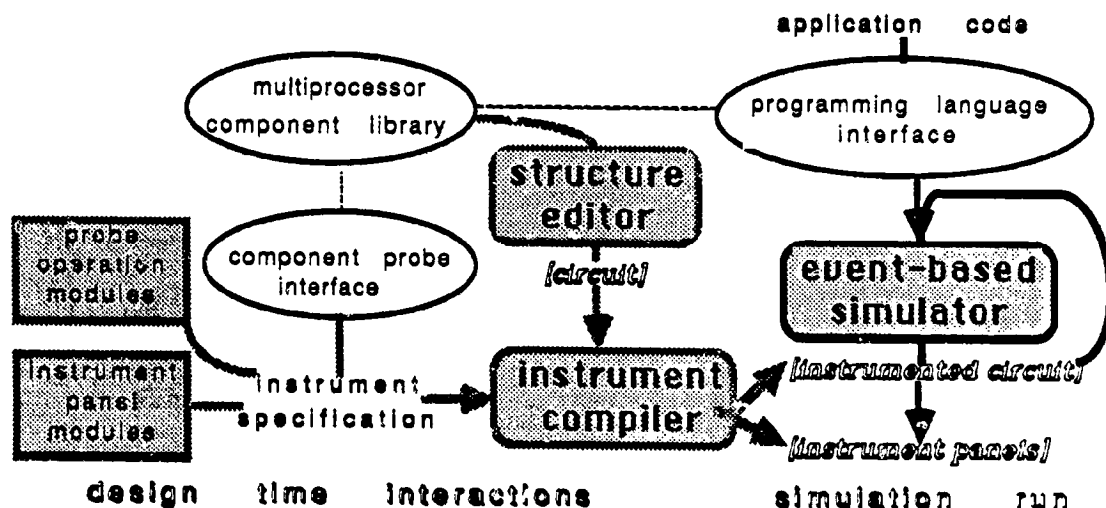 application code
multiprocessor
component library
programming language
interface
structure
editor
probe
operation
modules
component probe
interface
[circuit]
event-based
simulator
instrument
panel
modules
instrument
specification
instrument
compiler
[instrumented circuit]
[instrument panels]
design time interactions
simulation run